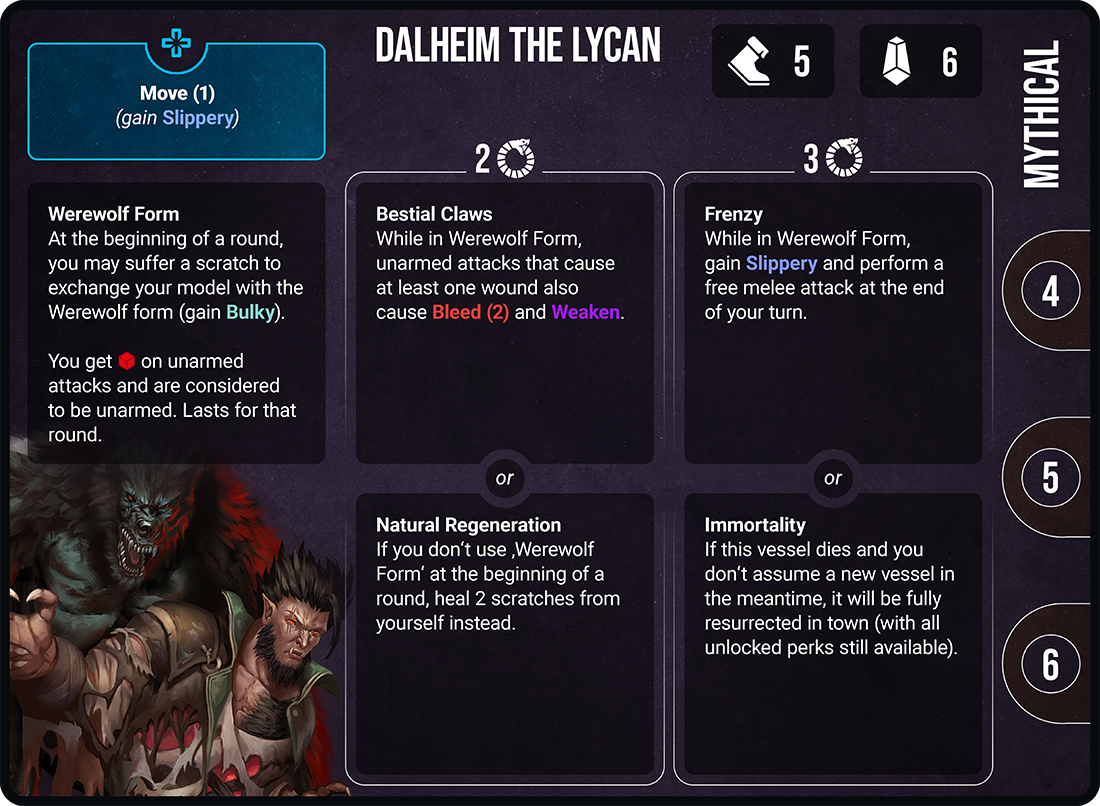 DALHEIM THE LYCAN
5
6
MYTHICAL
Move (1)
(gain Slippery)
Werewolf Form
At the beginning of a round,
you may suffer a scratch to
exchange your model with the
Werewolf form (gain Bulky).
You get on unarmed
attacks and are considered
to be unarmed. Lasts for that
round.
2
Bestial Claws
While in Werewolf Form,
unarmed attacks that cause
at least one wound also
cause Bleed (2) and Weaken.
or
Natural Regeneration
If you don‘t use ‚Werewolf
Form‘ at the beginning of a
round, heal 2 scratches from
yourself instead.
3
Frenzy
While in Werewolf Form,
gain Slippery and perform a
free melee attack at the end
of your turn.
or
Immortality
If this vessel dies and you
don‘t assume a new vessel in
the meantime, it will be fully
resurrected in town (with all
unlocked perks still available).
4
5
6